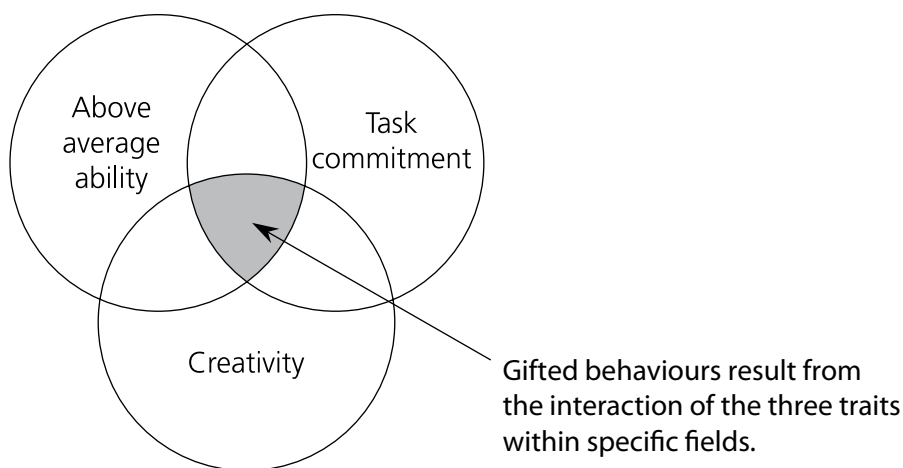 Above
average
ability
Task
commitment
Creativity
Gifted behaviours result from
the interaction of the three traits
within specific fields.